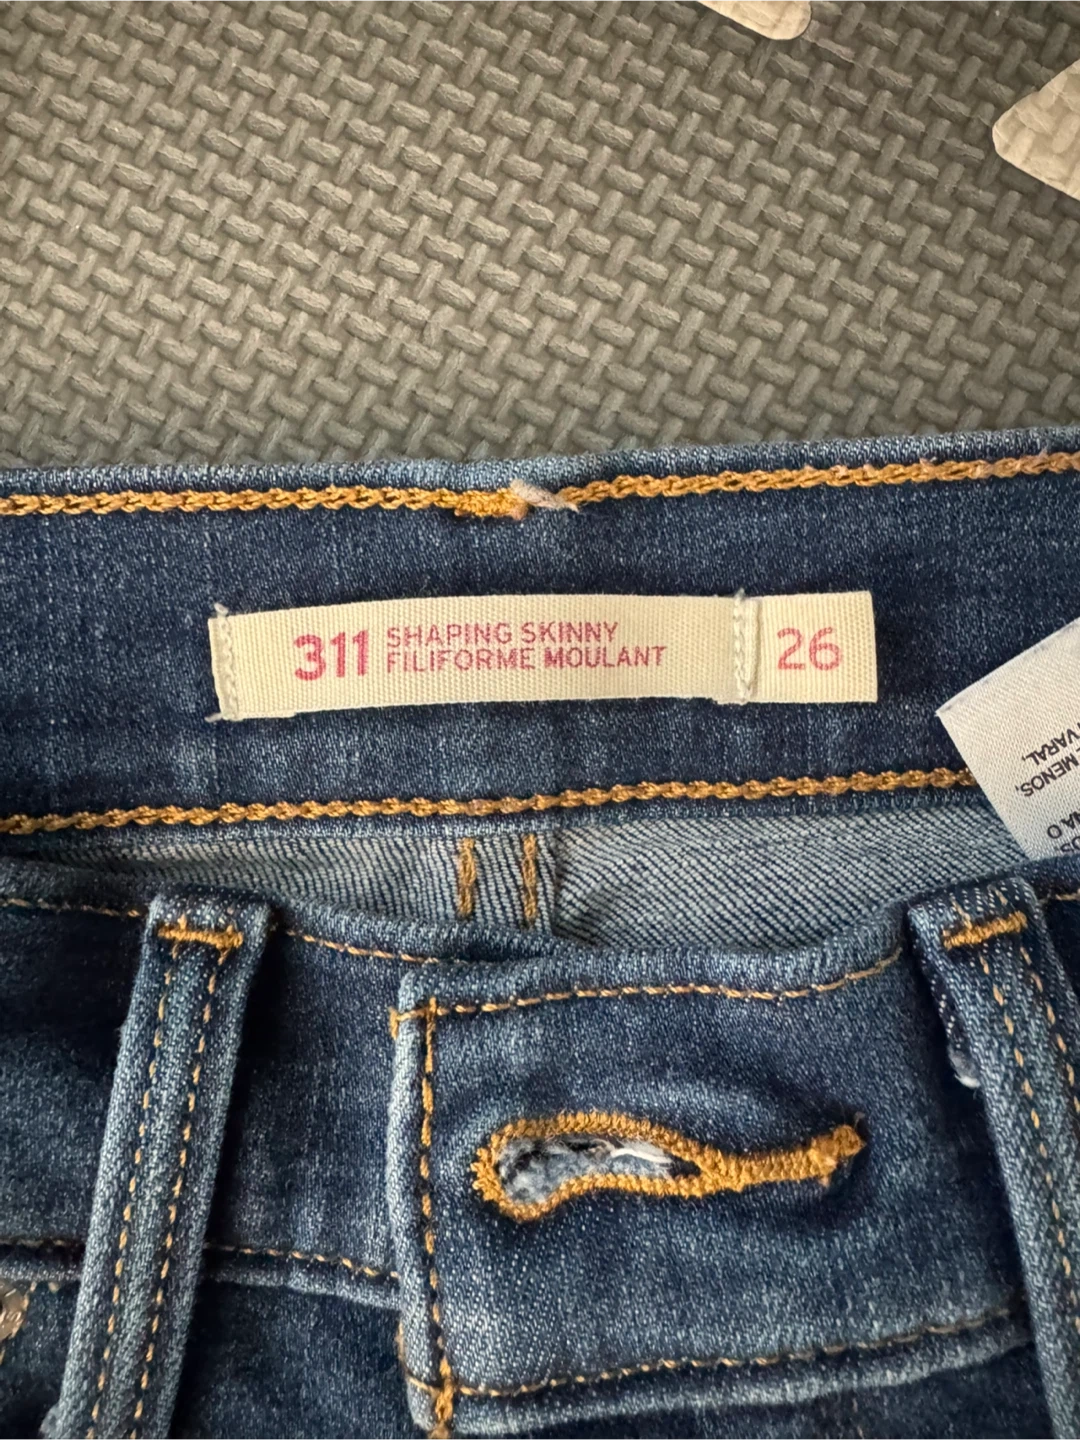 311 SHAPING SKINNY
FILIFORME MOULANT
26
MENOS,
VARAL,